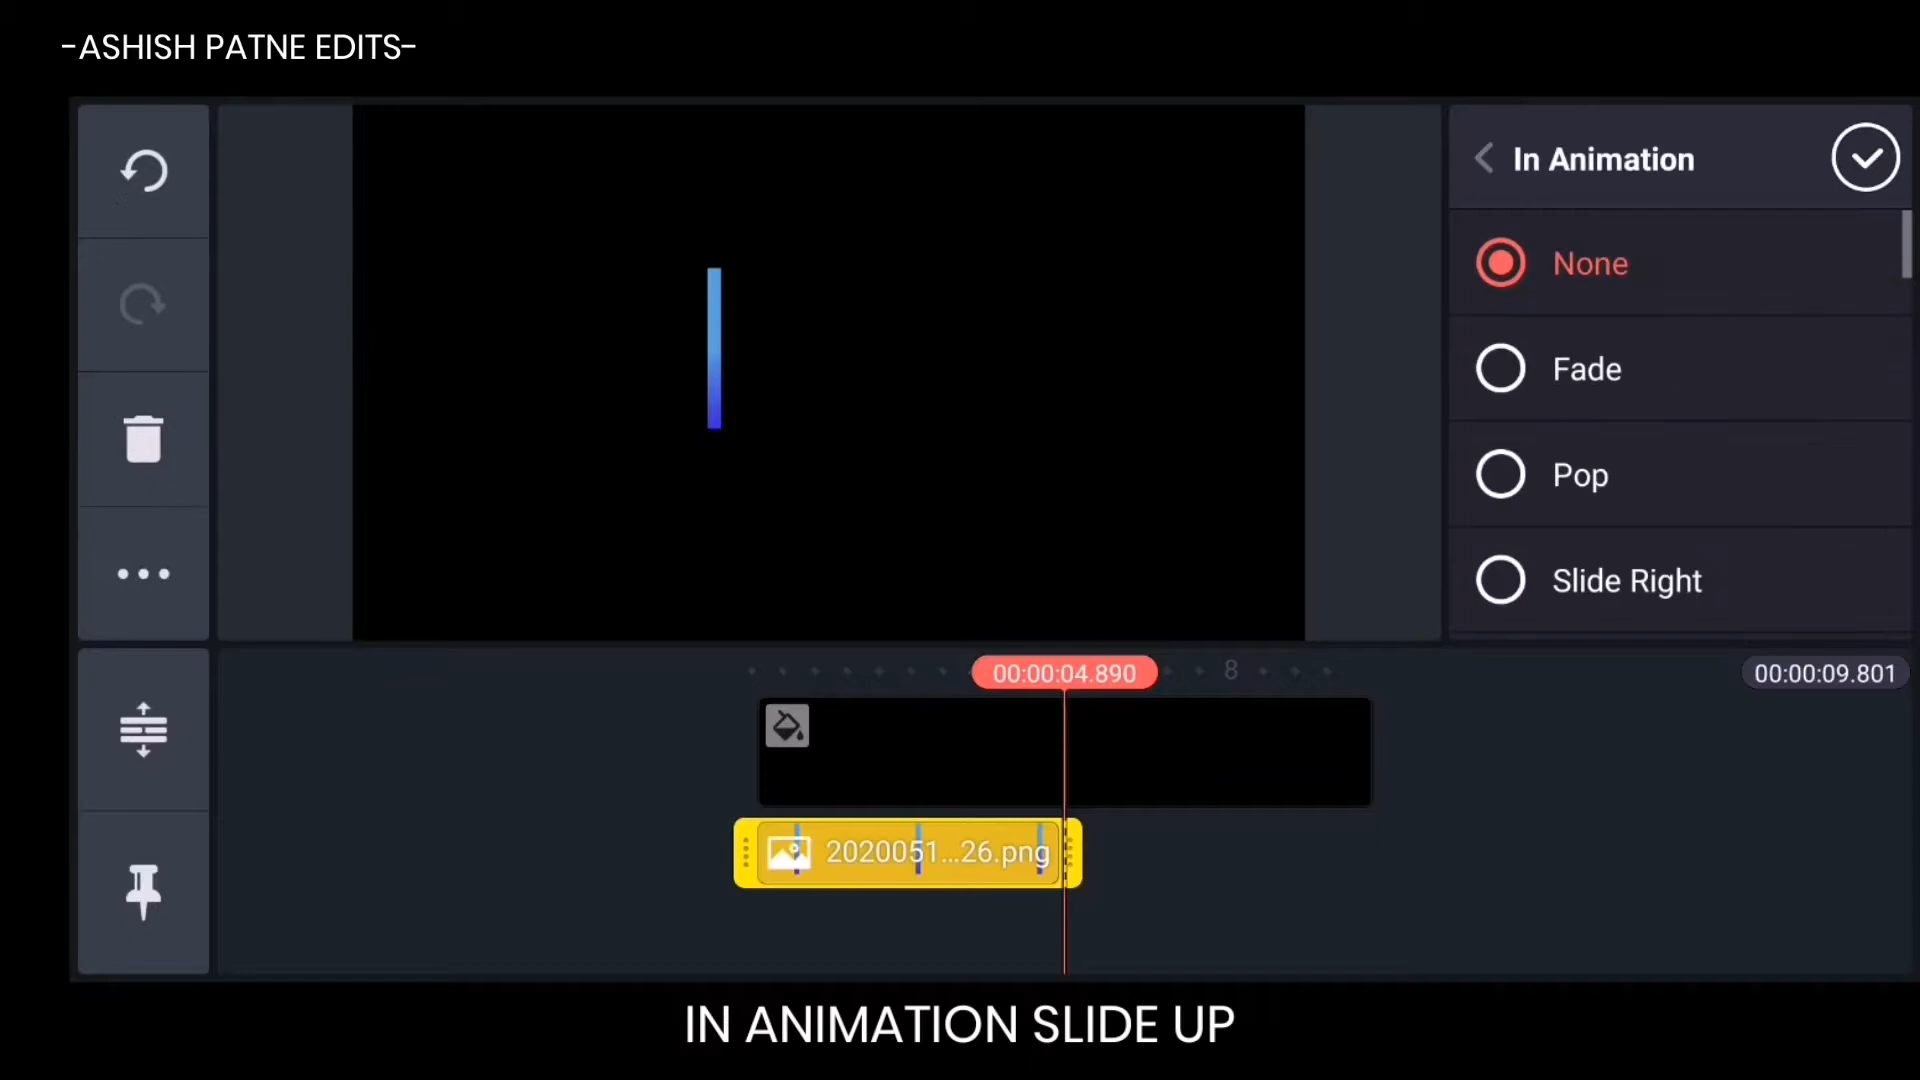 -ASHISH PATNE EDITS-
In Animation
None
Fade
Pop
Slide Right
00:00:04.890
8
00:00:09.801
2020051...26.png
IN ANIMATION SLIDE UP